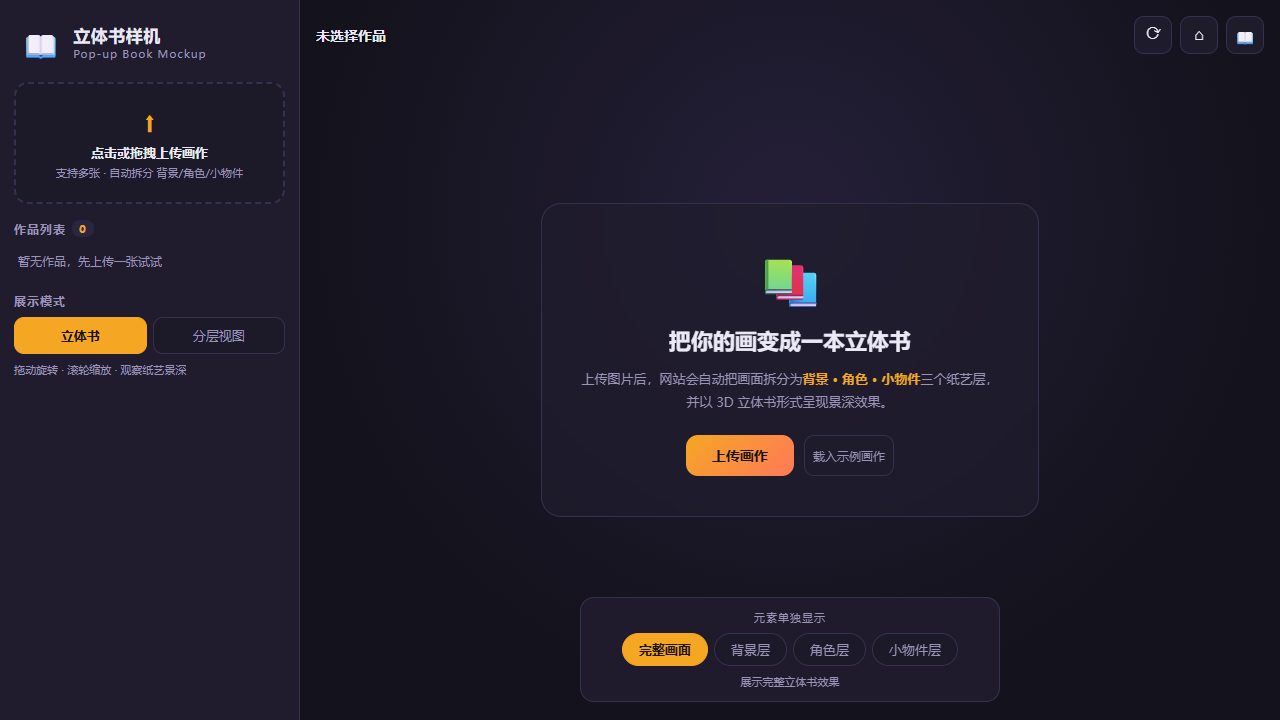 立体书样机
Pop-up Book Mockup
点击或拖拽上传画作
支持多张 · 自动拆分 背景/角色/小物件
作品列表 0
暂无作品，先上传一张试试
展示模式
立体书 分层视图
拖动旋转 · 滚轮缩放 · 观察纸艺景深
未选择作品
把你的画变成一本立体书
上传图片后，网站会自动把画面拆分为背景 • 角色 • 小物件三个纸艺层，
并以 3D 立体书形式呈现景深效果。
上传画作 载入示例画作
元素单独显示
完整画面 背景层 角色层 小物件层
展示完整立体书效果